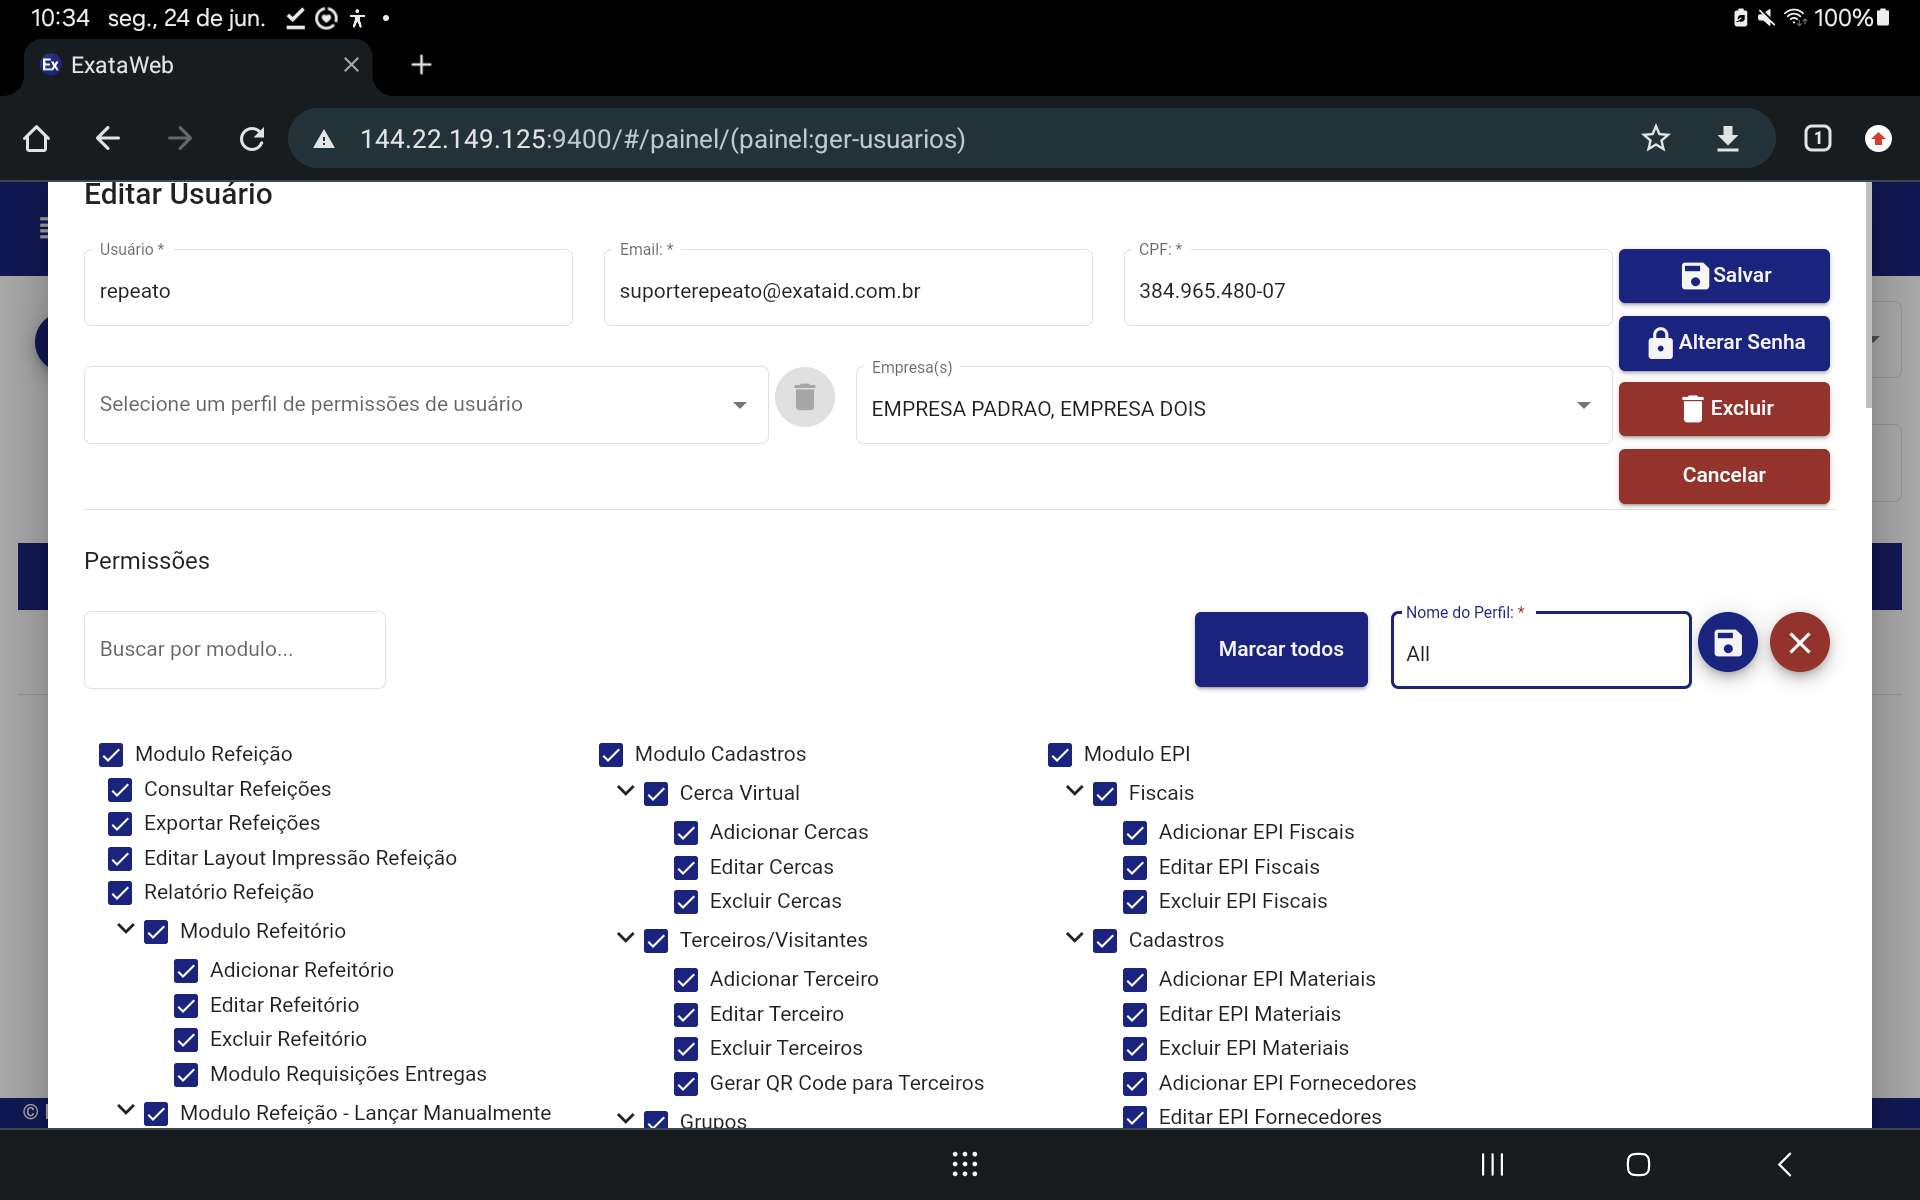 10:34 seg., 24 de jun.
100%
Ex ExataWeb
144.22.149.125:9400/#/painel/(painel:ger-usuarios)
1
Editar Usuário
Usuário *
repeato
Email: *
suporterepeato@exataid.com.br
CPF: *
384.965.480-07
Salvar
Alterar Senha
Selecione um perfil de permissões de usuário
Empresa(s)
EMPRESA PADRAO, EMPRESA DOIS
Excluir
Cancelar
Permissões
Buscar por modulo...
Marcar todos
Nome do Perfil: *
All
Modulo Refeição
Consultar Refeições
Exportar Refeições
Editar Layout Impressão Refeição
Relatório Refeição
Modulo Refeitório
Adicionar Refeitório
Editar Refeitório
Excluir Refeitório
Modulo Requisições Entregas
Modulo Refeição - Lançar Manualmente
Modulo Cadastros
Cerca Virtual
Adicionar Cercas
Editar Cercas
Excluir Cercas
Terceiros/Visitantes
Adicionar Terceiro
Editar Terceiro
Excluir Terceiros
Gerar QR Code para Terceiros
Grupos
Modulo EPI
Fiscais
Adicionar EPI Fiscais
Editar EPI Fiscais
Excluir EPI Fiscais
Cadastros
Adicionar EPI Materiais
Editar EPI Materiais
Excluir EPI Materiais
Adicionar EPI Fornecedores
Editar EPI Fornecedores
©